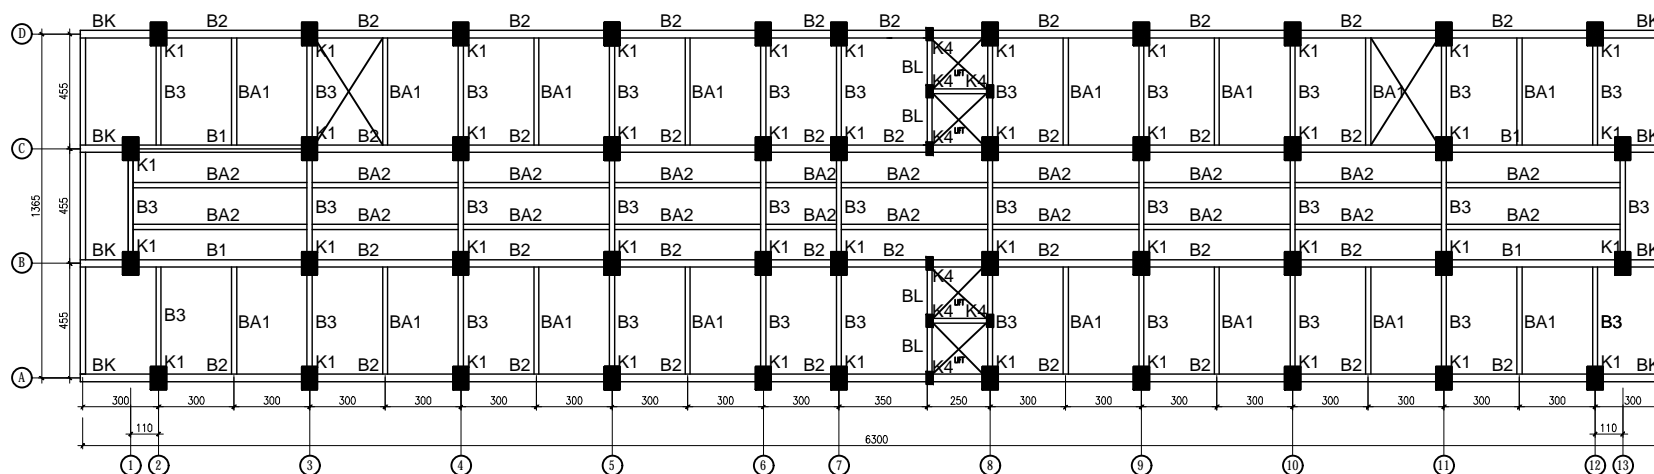 BK B2 B2 B2 B2 B2 B2 B2 B2 B2 B2 BK
D
K1 K1 K1 K1 K1 K1 K4 K1 K1 K1 K1 K1
BL LIFT
K4 K4
455 B3 BA1 B3 BA1 B3 BA1 B3 BA1 B3 B3 B3 BA1 B3 BA1 B3 BA1 B3 BA1 B3
BL LIFT
BK B1 K1 B2 K1 B2 K1 B2 K1 B2 K1 B2 K4 K1 B2 K1 B2 K1 B2 K1 B1 K1 BK
C
K1 BA2 BA2 BA2 BA2 BA2 BA2 BA2 BA2 BA2
1365 455 B3 B3 B3 B3 B3 B3 B3 B3 B3 B3 B3
BA2 BA2 BA2 BA2 BA2 BA2 BA2 BA2 BA2
BK K1 B1 K1 B2 K1 B2 K1 B2 K1 B2 K1 B2 K1 B2 K1 B2 K1 B2 K1 B1 K1 BK
B
K4
BL LIFT
K4 K4
455 B3 BA1 B3 BA1 B3 BA1 B3 BA1 B3 B3 B3 BA1 B3 BA1 B3 BA1 B3 BA1 B3
BL LIFT
BK K1 B2 K1 B2 K1 B2 K1 B2 K1 B2 K1 B2 K4 K1 B2 K1 B2 K1 B2 K1 B2 K1 BK
A
300 300 300 300 300 300 300 300 300 300 350 250 300 300 300 300 300 300 300 300 300
110 110
6300
1 2 3 4 5 6 7 8 9 10 11 12 13